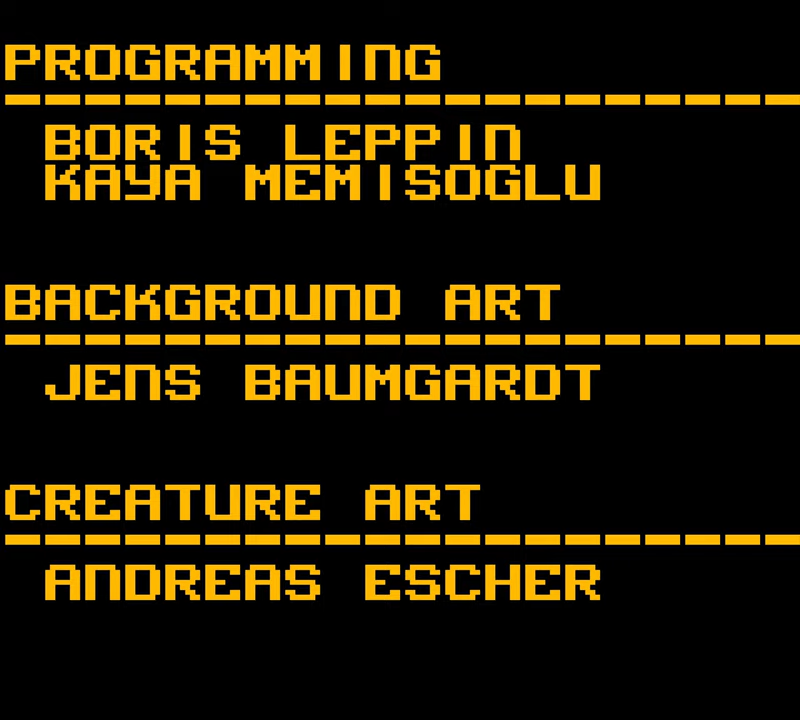 PROGRAMMING
--------------------
BORIS LEPPIN
KAYA MEMISOGLU
BACKGROUND ART
--------------------
JENS BAUMGARDT
CREATURE ART
--------------------
ANDREAS ESCHER